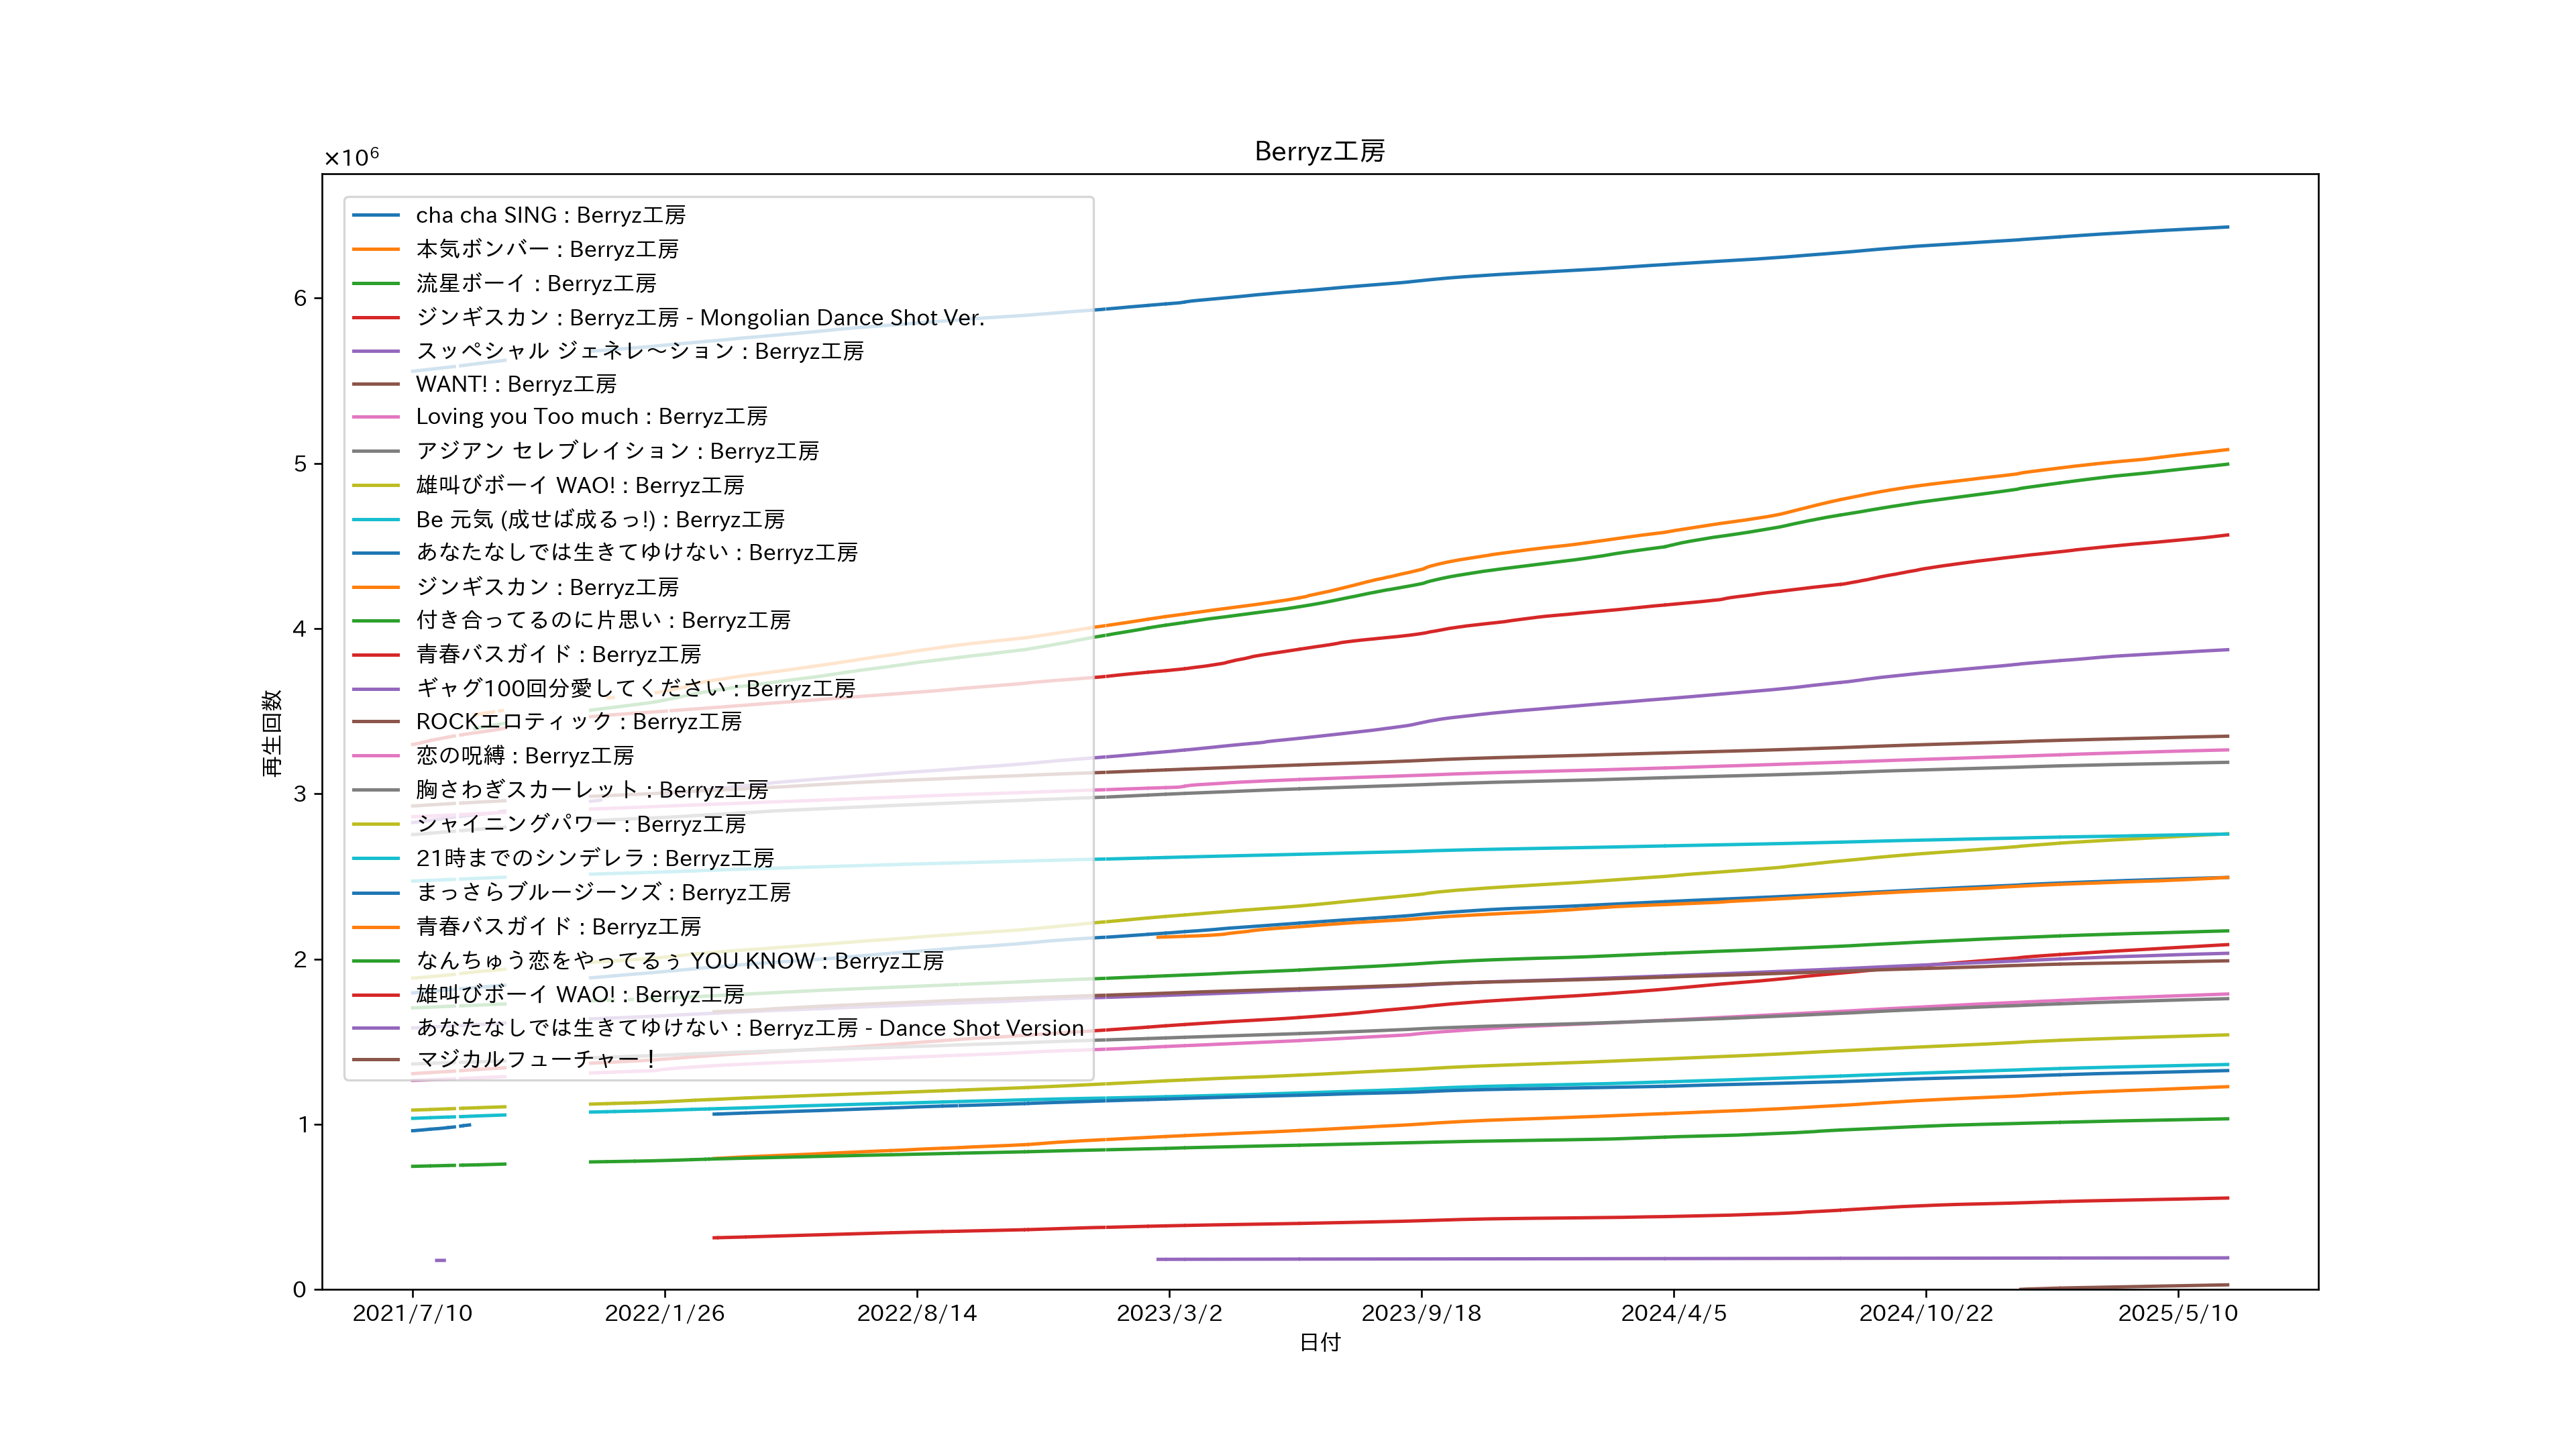 Berryz工房
×10⁶
cha cha SING : Berryz工房
本気ボンバー : Berryz工房
流星ボーイ : Berryz工房
ジンギスカン : Berryz工房 - Mongolian Dance Shot Ver.
スッペシャル ジェネレ～ション : Berryz工房
WANT! : Berryz工房
Loving you Too much : Berryz工房
アジアン セレブレイション : Berryz工房
雄叫びボーイ WAO! : Berryz工房
Be 元気 (成せば成るっ!) : Berryz工房
あなたなしでは生きてゆけない : Berryz工房
ジンギスカン : Berryz工房
付き合ってるのに片思い : Berryz工房
青春バスガイド : Berryz工房
ギャグ100回分愛してください : Berryz工房
ROCKエロティック : Berryz工房
恋の呪縛 : Berryz工房
胸さわぎスカーレット : Berryz工房
シャイニングパワー : Berryz工房
21時までのシンデレラ : Berryz工房
まっさらブルージーンズ : Berryz工房
青春バスガイド : Berryz工房
なんちゅう恋をやってるぅ YOU KNOW : Berryz工房
雄叫びボーイ WAO! : Berryz工房
あなたなしでは生きてゆけない : Berryz工房 - Dance Shot Version
マジカルフューチャー！
6
5
4
3
2
1
0
再生回数
2021/7/10 2022/1/26 2022/8/14 2023/3/2 2023/9/18 2024/4/5 2024/10/22 2025/5/10
日付